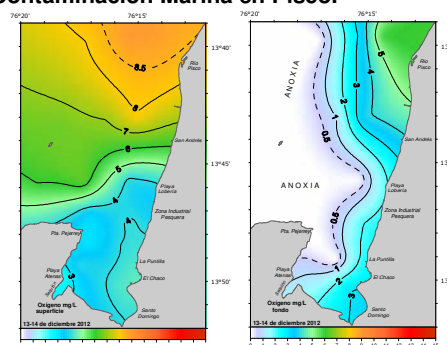 Contaminación Marina en Pisco.
76°20' 76°15'
8.5
8
7
6
5
4
4
3
Río Pisco
San Andrés
Playa Lobería
Zona Industrial Pesquera
Pta. Pejerrey
La Puntilla
Playa Atenas
El Chaco
Santo Domingo
Oxigeno mg/L
superficie
13-14 de diciembre 2012
13°40'
13°45'
13°50'
76°20' 76°15'
ANOXIA
ANOXIA
5
4
3
2
1
0.5
0.5
1
2
3
Río Pisco
San Andrés
Playa Lobería
Zona Industrial Pesquera
Pta. Pejerrey
La Puntilla
Playa Atenas
El Chaco
Santo Domingo
Oxigeno mg/L
fondo
13-14 de diciembre 2012